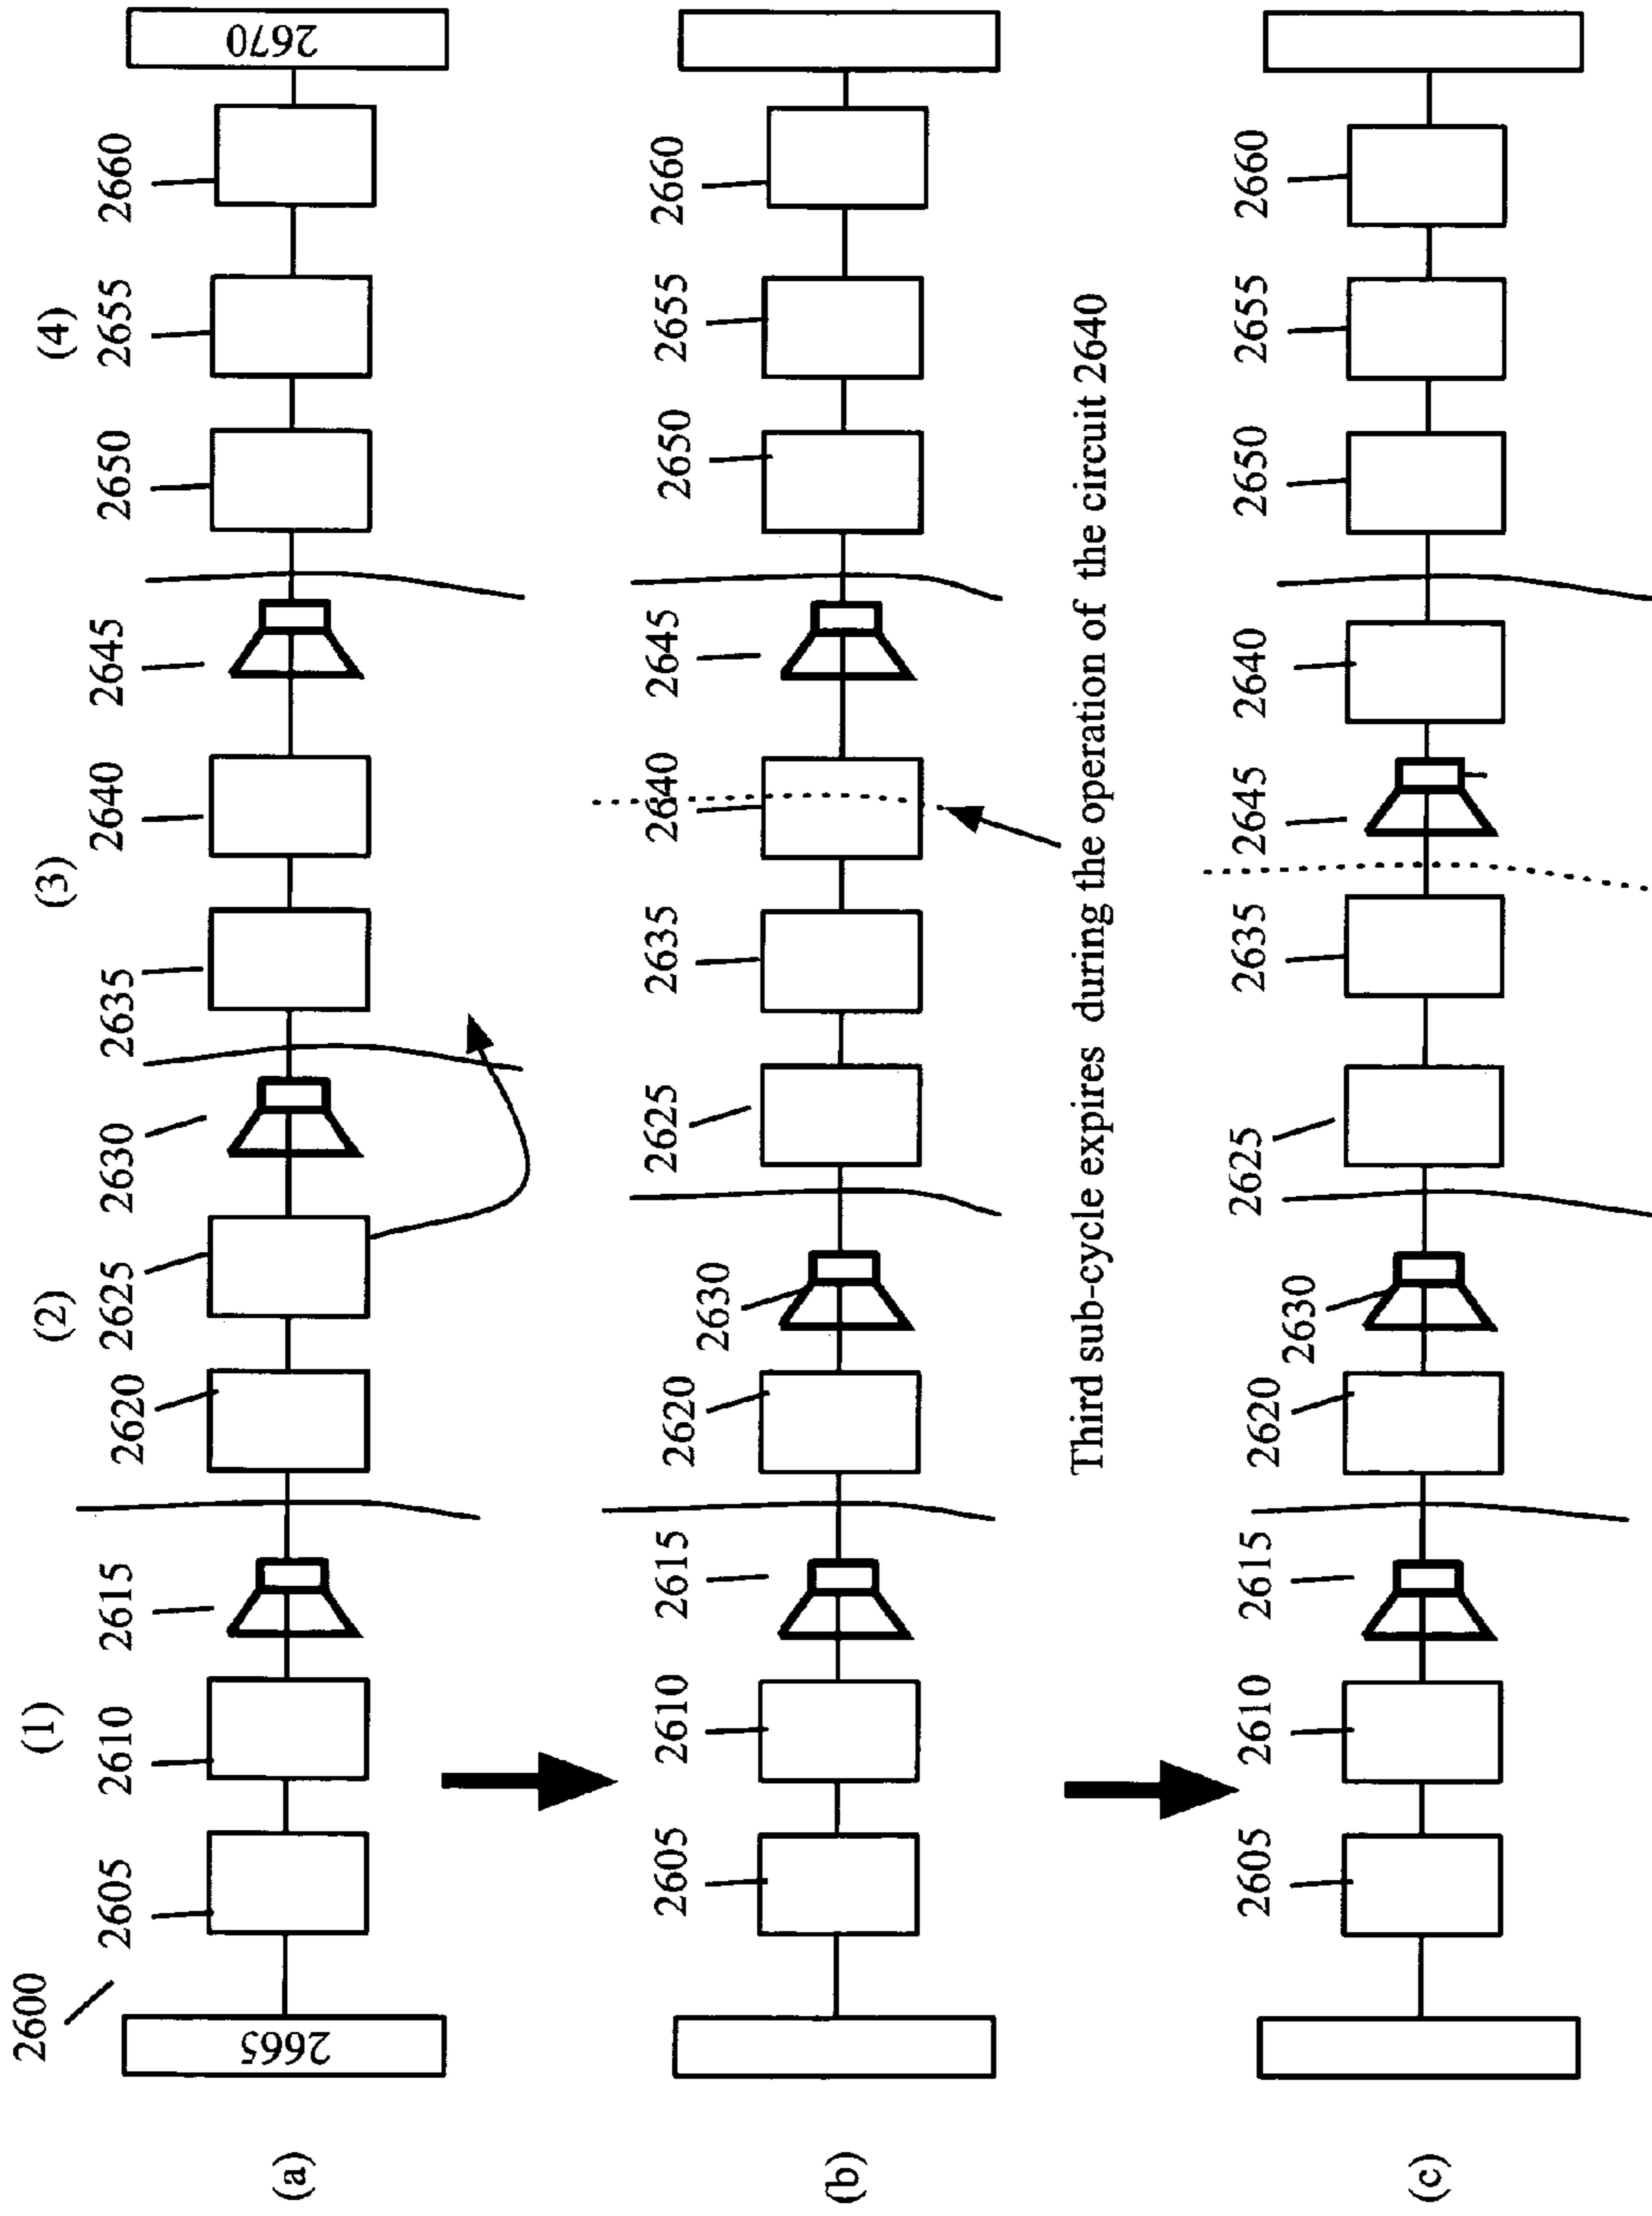 2600
(1) (2) (3) (4)
2605 2610 2615 2620 2625 2630 2635 2640 2645 2650 2655 2660
(a) 2665 2670
2605 2610 2615 2620 2630 2625 2635 2640 2645 2650 2655 2660
(b)
Third sub-cycle expires during the operation of the circuit 2640
2605 2610 2615 2620 2630 2625 2635 2645 2640 2650 2655 2660
(c)